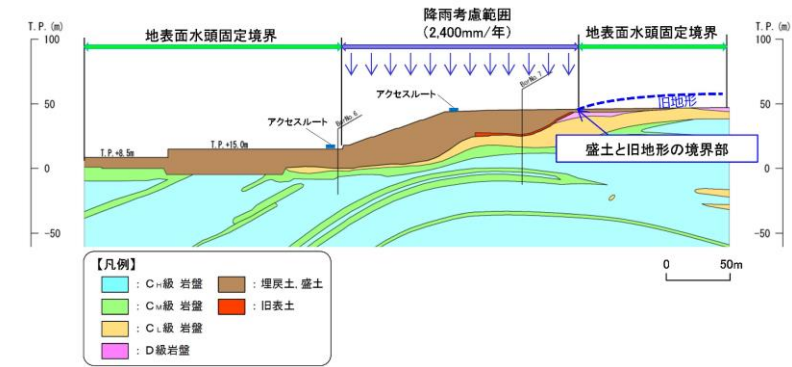 T.P.(m)
100
50
0
-50
地表面水頭固定境界
降雨考慮範囲
(2,400mm/年)
地表面水頭固定境界
T.P.(m)
100
50
0
-50
アクセスルート
アクセスルート
BorNo.6
BorNo.7
旧地形
盛土と旧地形の境界部
T.P.+8.5m
T.P.+15.0m
0 50m
【凡例】
:CH級 岩盤
:埋戻土,盛土
:CM級 岩盤
:旧表土
:CL級 岩盤
:D級岩盤